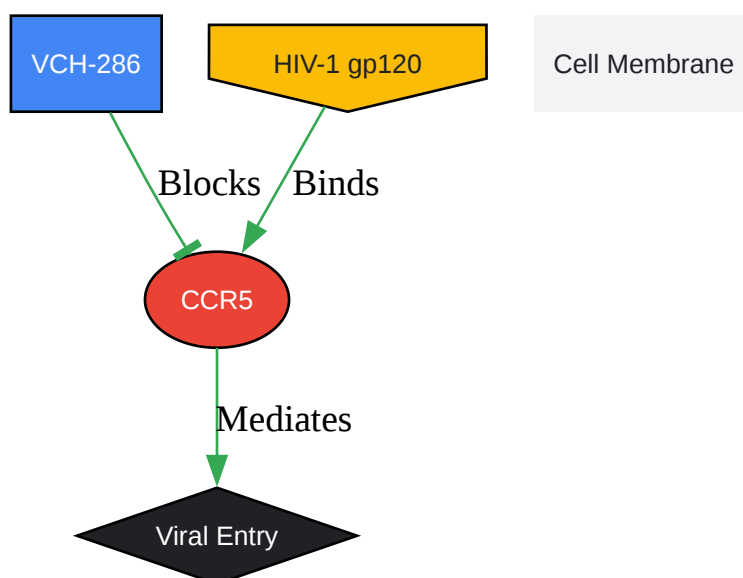 VCH-286
HIV-1 gp120
Cell Membrane
Blocks
Binds
CCR5
Mediates
Viral Entry